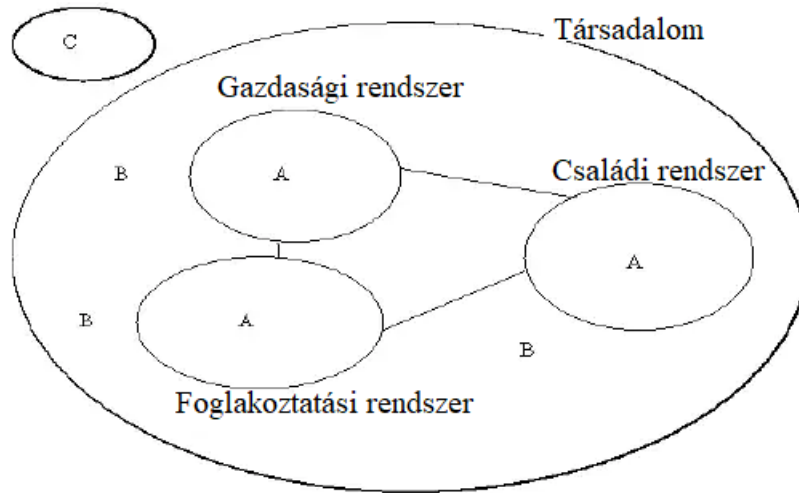 Társadalom
C
Gazdasági rendszer
Családi rendszer
B
A
A
B
A
B
Foglakoztatási rendszer